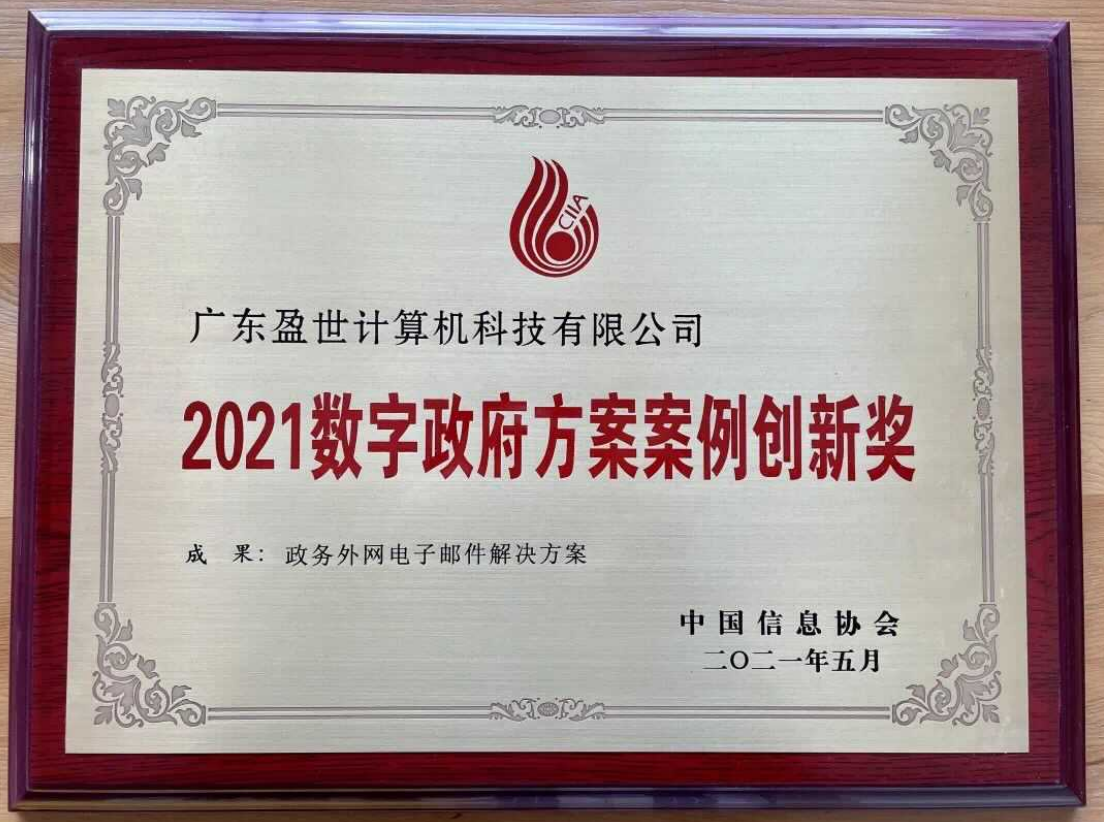 CIIA
广东盈世计算机科技有限公司
2021数字政府方案案例创新奖
成 果：政务外网电子邮件解决方案
中国信息协会
二〇二一年五月